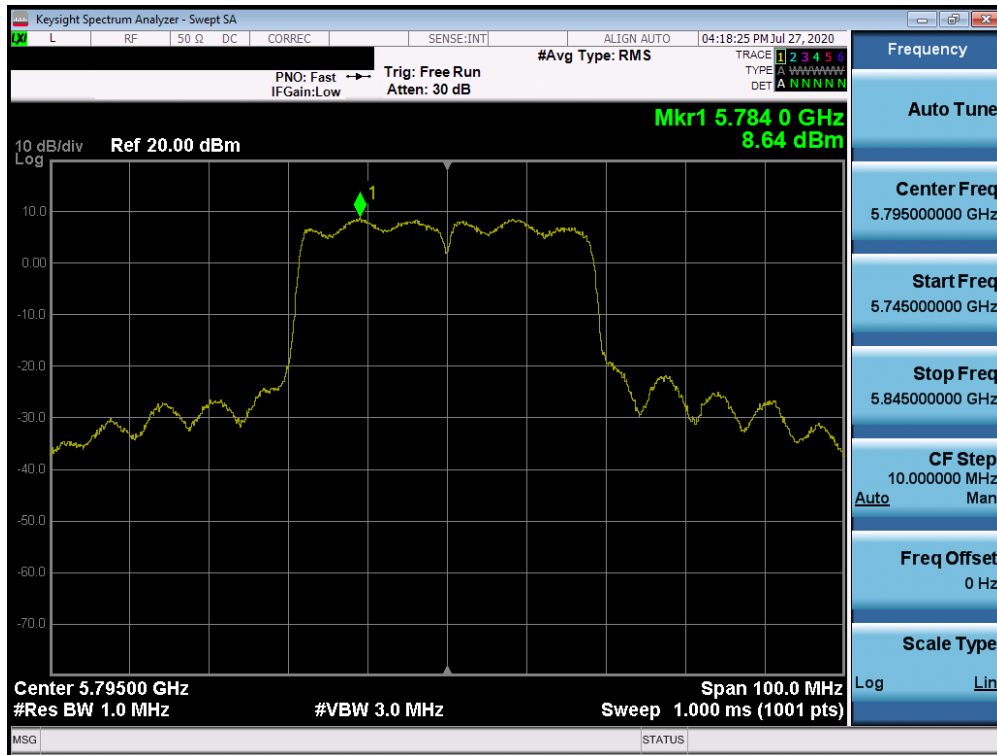 Keysight Spectrum Analyzer - Swept SA
LXI L RF 50 Ω DC CORREC SENSE:INT ALIGN AUTO 04:18:25 PM Jul 27, 2020
PNO: Fast Trig: Free Run #Avg Type: RMS TRACE 1 2 3 4 5 6
IFGain:Low Atten: 30 dB TYPE A WWWWW
DET A N N N N N
Mkr1 5.784 0 GHz
8.64 dBm
10 dB/div Ref 20.00 dBm
Log
1
10.0
0.00
-10.0
-20.0
-30.0
-40.0
-50.0
-60.0
-70.0
Center 5.79500 GHz Span 100.0 MHz
#Res BW 1.0 MHz #VBW 3.0 MHz Sweep 1.000 ms (1001 pts)
MSG STATUS
Frequency
Auto Tune
Center Freq
5.795000000 GHz
Start Freq
5.745000000 GHz
Stop Freq
5.845000000 GHz
CF Step
10.000000 MHz
Auto Man
Freq Offset
0 Hz
Scale Type
Log Lin